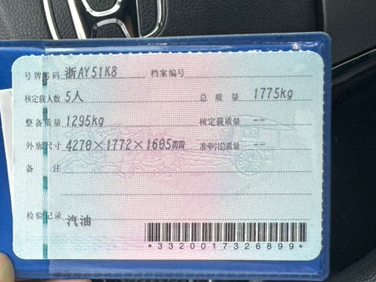 号牌号码 浙AY51K8 档案编号
核定载人数 5人 总质量 1775kg
整备质量 1295kg 核定载质量 --
外廓尺寸 4270×1772×1605mm 准牵引总质量 --
备注
检验记录 汽油
*3320017326899*